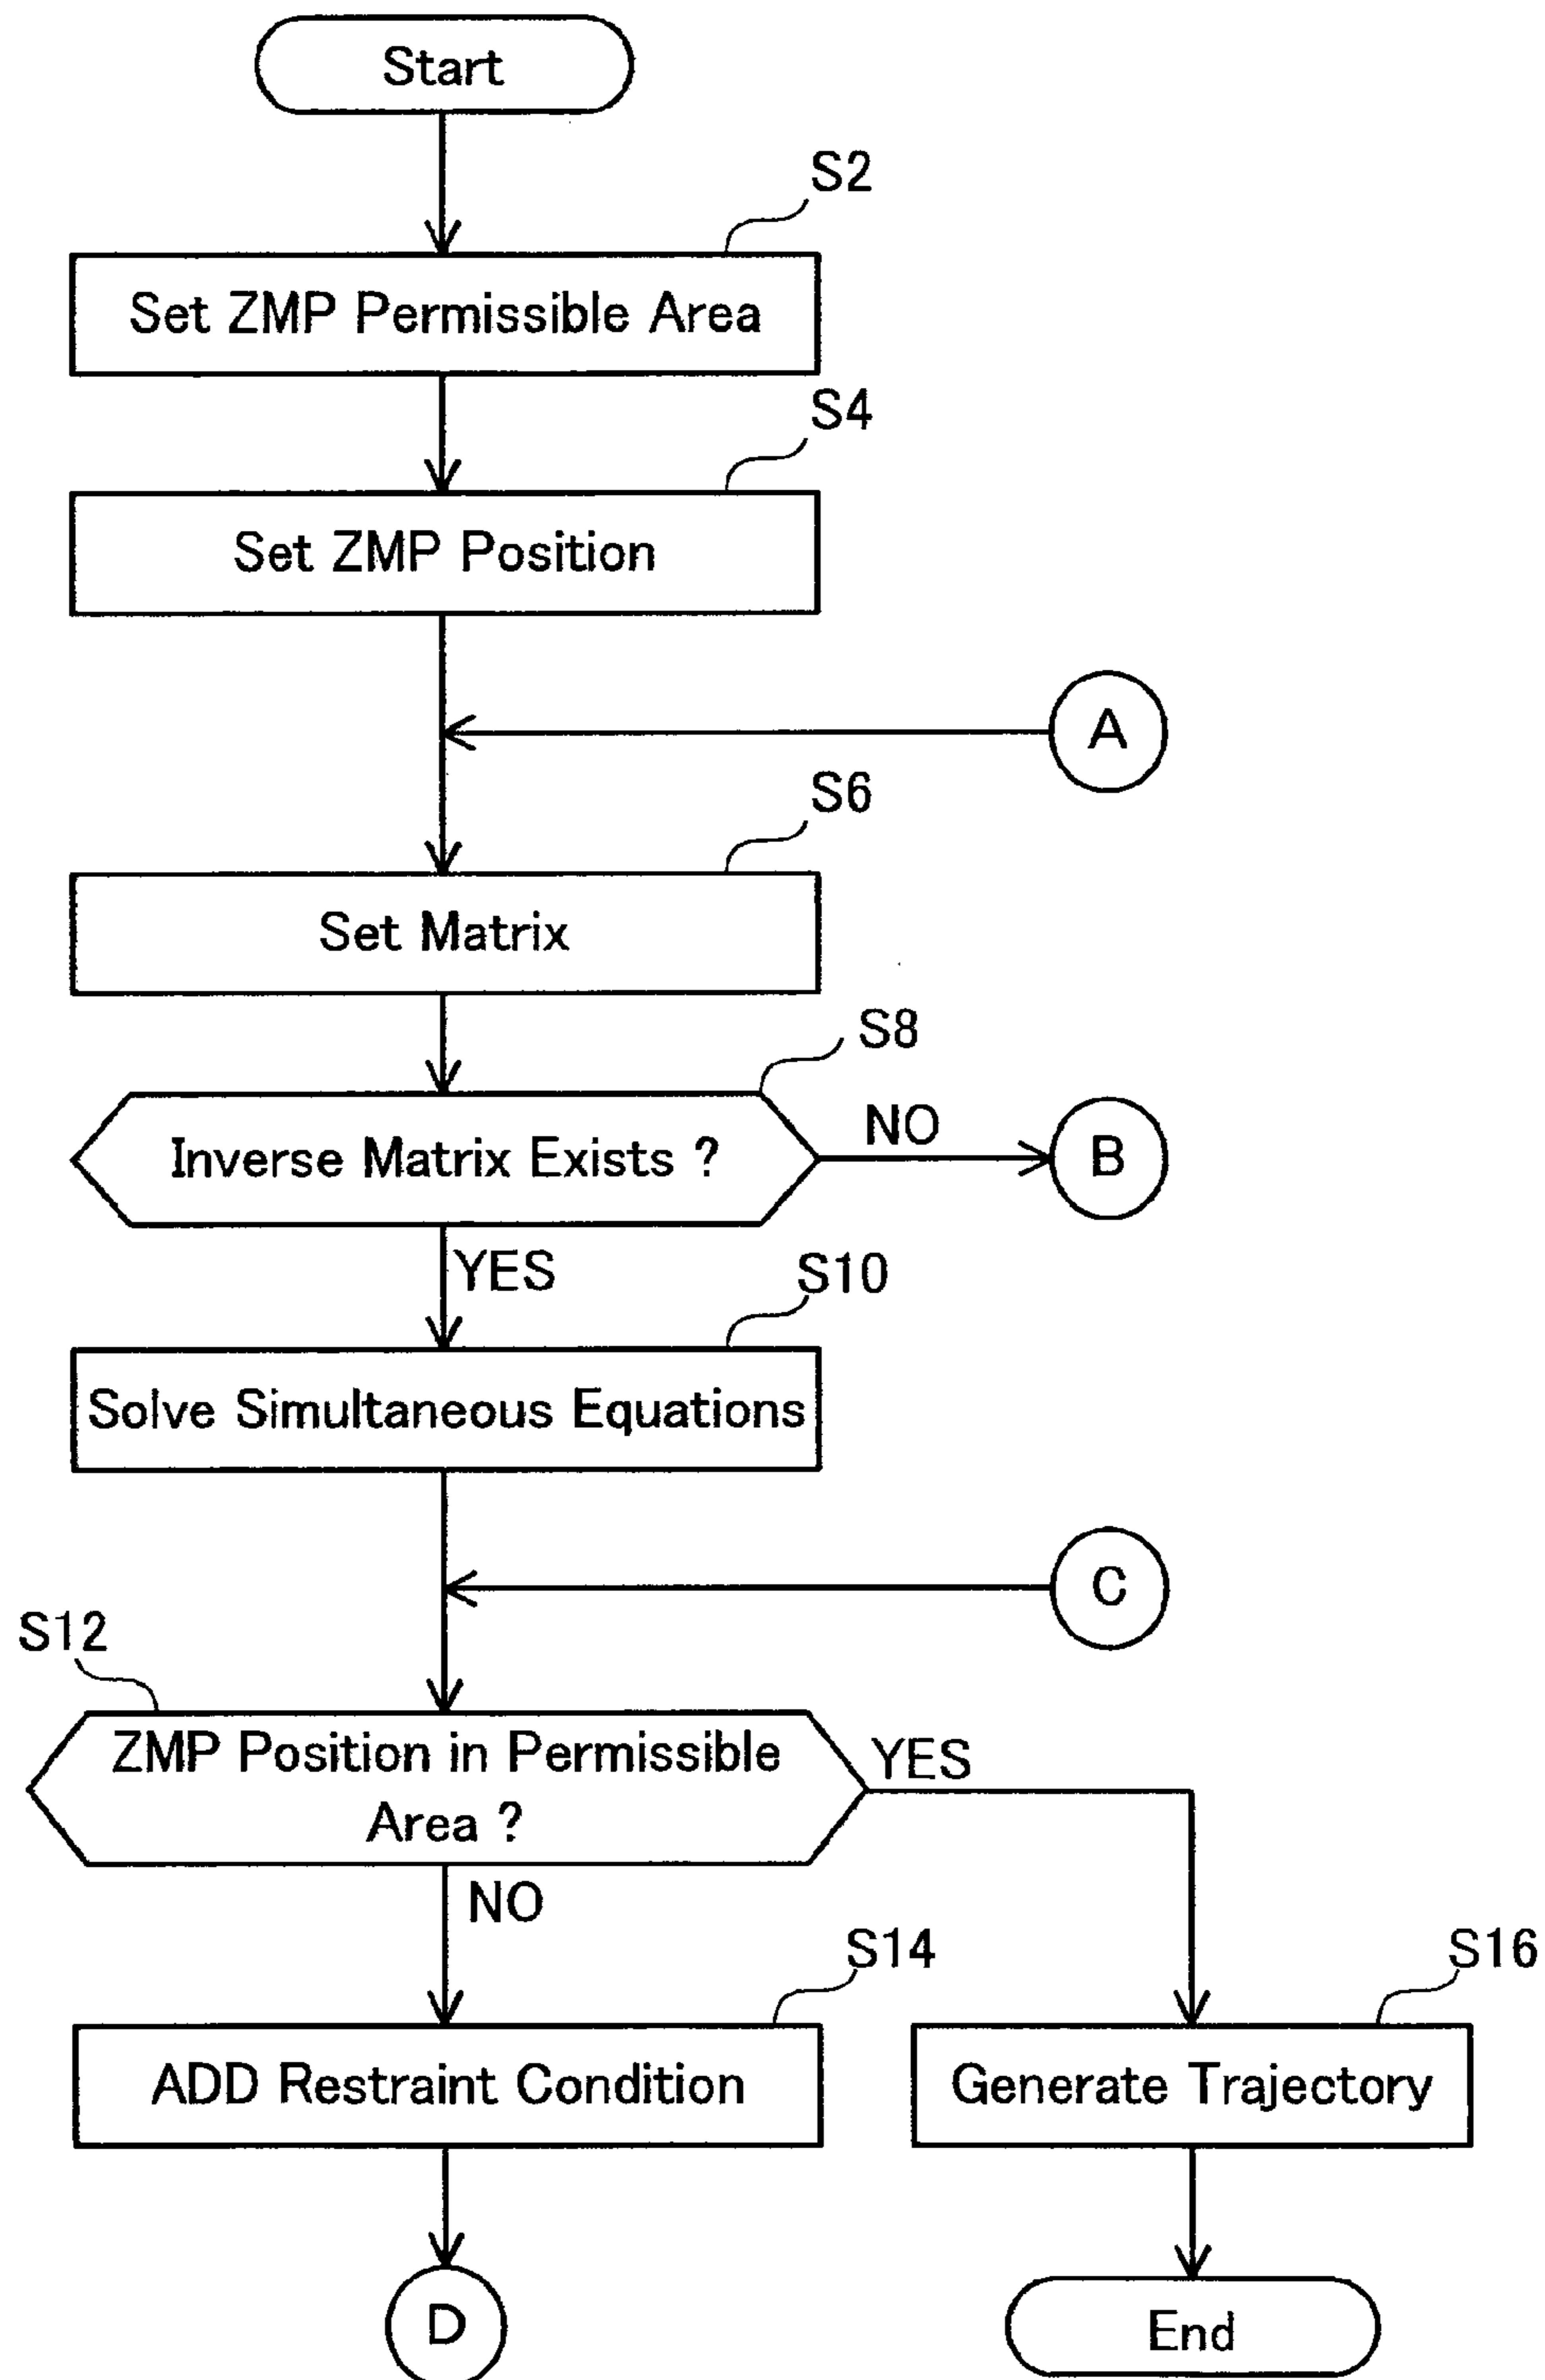 Start
S2
Set ZMP Permissible Area
S4
Set ZMP Position
A
S6
Set Matrix
S8
Inverse Matrix Exists ?
NO
B
YES
S10
Solve Simultaneous Equations
C
S12
ZMP Position in Permissible
Area ?
YES
NO
S14
S16
ADD Restraint Condition
Generate Trajectory
D
End